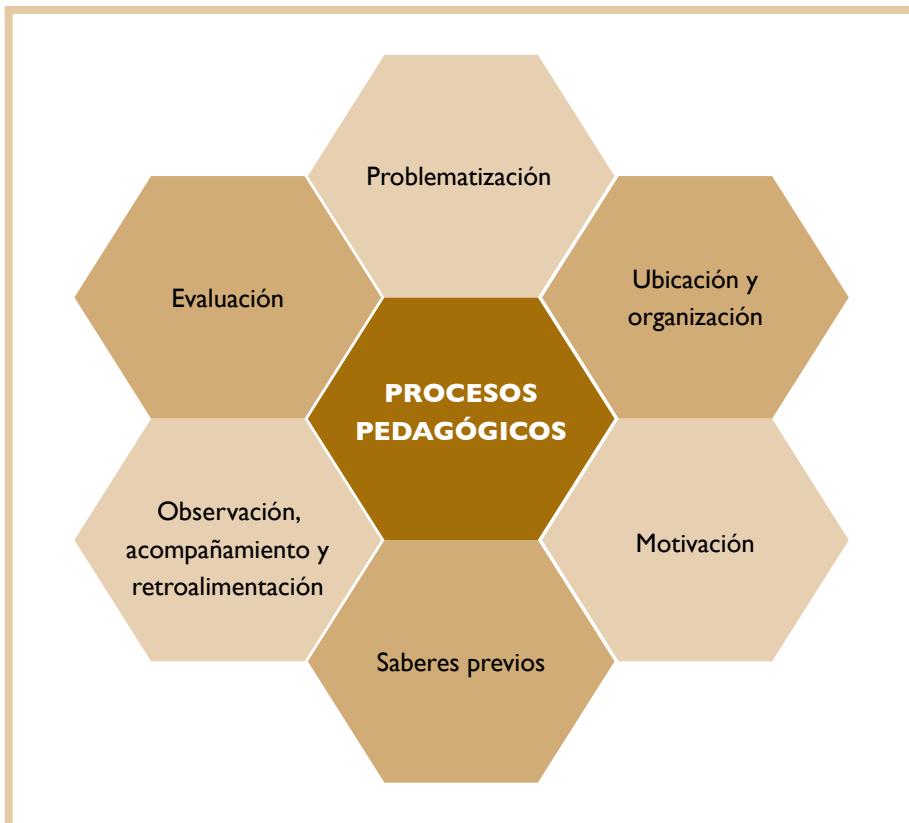 Problematización
Ubicación y
organización
Evaluación
PROCESOS
PEDAGÓGICOS
Observación,
acompañamiento y
retroalimentación
Motivación
Saberes previos